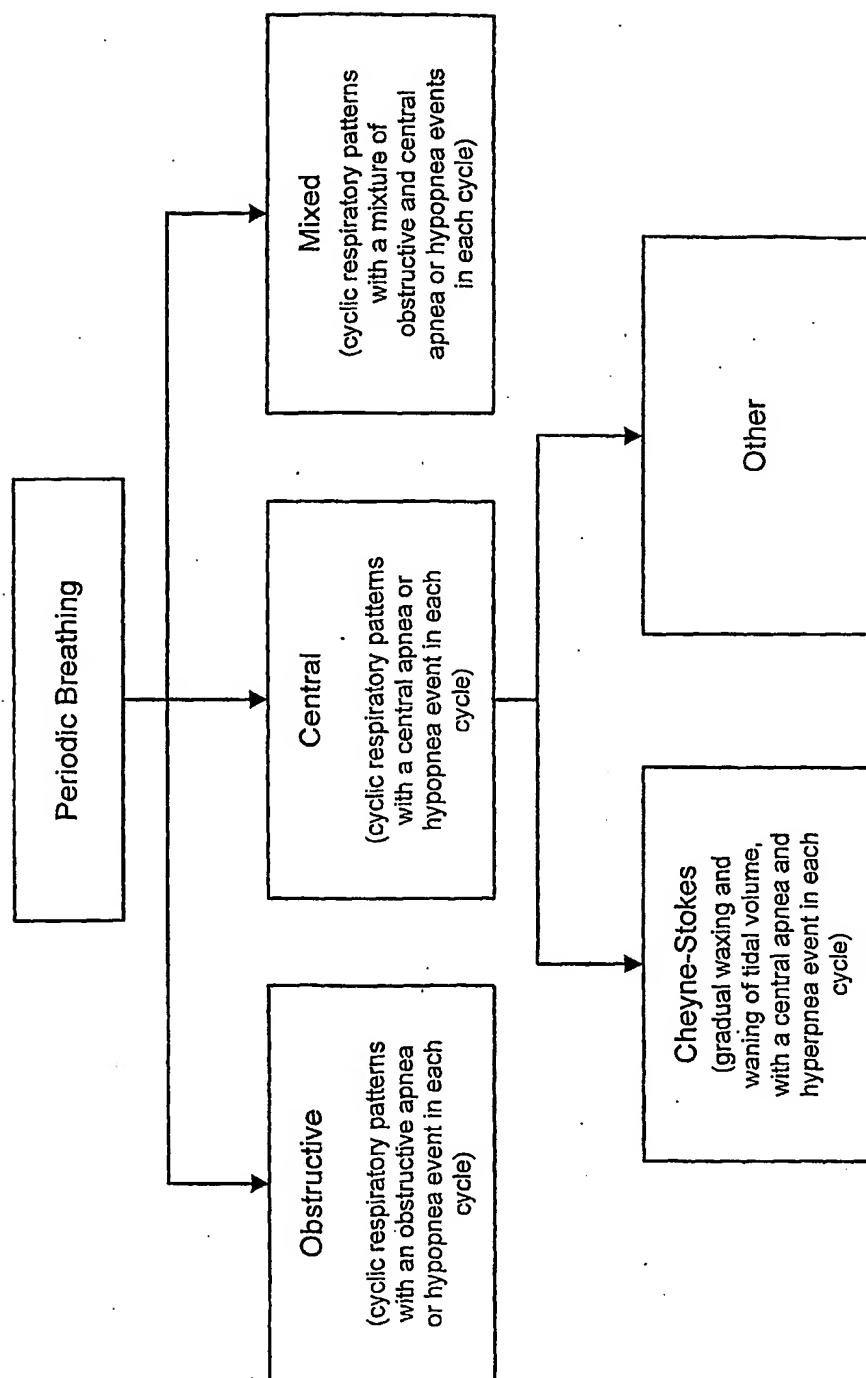 Periodic Breathing
Obstructive
(cyclic respiratory patterns
with an obstructive apnea
or hypopnea event in each
cycle)
Central
(cyclic respiratory patterns
with a central apnea or
hypopnea event in each
cycle)
Mixed
(cyclic respiratory patterns
with a mixture of
obstructive and central
apnea or hypopnea events
in each cycle)
Cheyne-Stokes
(gradual waxing and
waning of tidal volume,
with a central apnea and
hyperpnea event in each
cycle)
Other